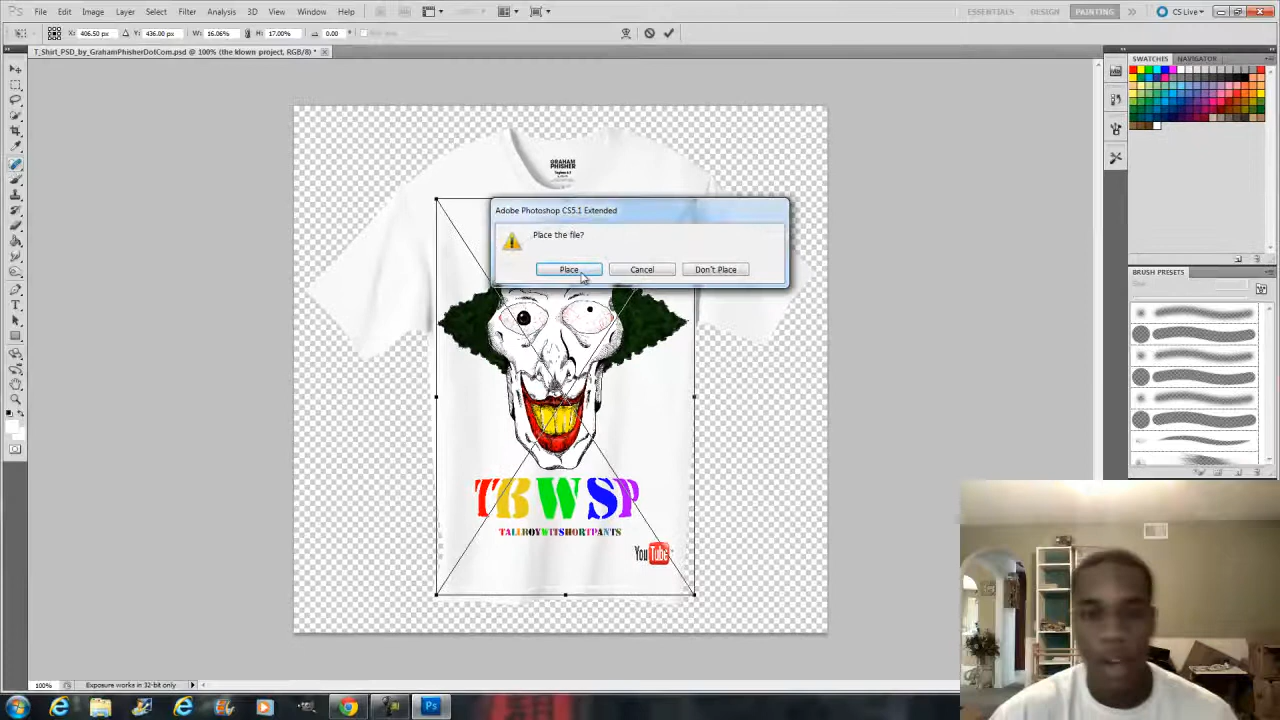 File Edit Image Layer Select Filter Analysis 3D View Window Help
ESSENTIALS DESIGN PAINTING CS Live
X: 406.50 px Y: 436.00 px W: 16.06% H: 17.00% 0.00 °
T_Shirt_PSD_by_GrahamPhisherDotCom.psd @ 100% (the klown project, RGB/8) *
SWATCHES NAVIGATOR
GRAHAM
PHISHER
Adobe Photoshop CS5.1 Extended
Place the file?
Place Cancel Don't Place
BRUSH PRESETS
TBWSP
TALLBOYWITSHORTPANTS
YouTube
100% Exposure works in 32-bit only